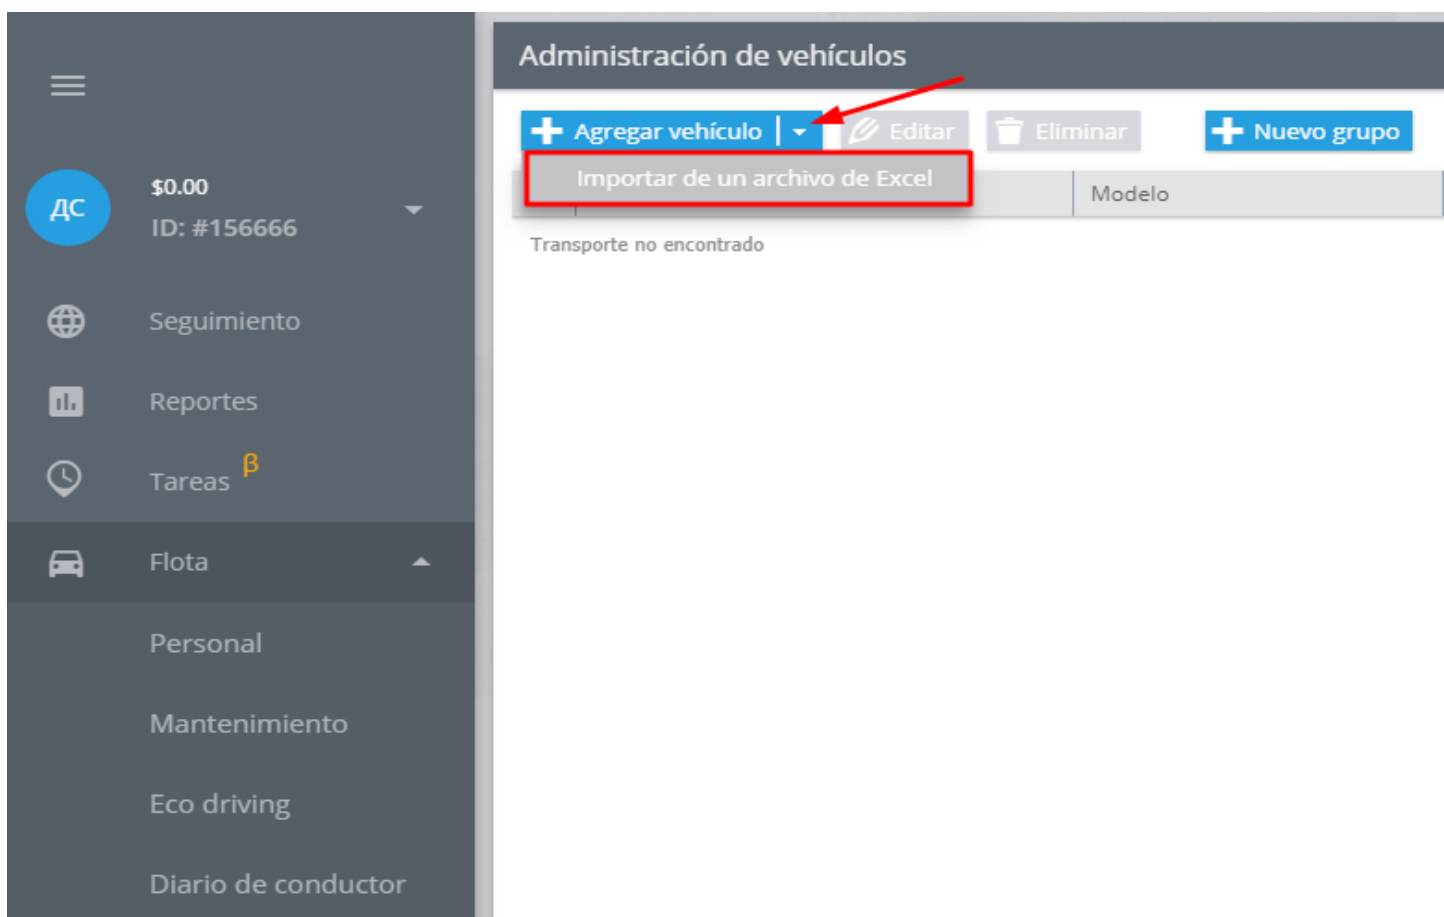 Administración de vehículos
Agregar vehículo
Editar
Eliminar
Nuevo grupo
Importar de un archivo de Excel
Modelo
Transporte no encontrado
ДС
$0.00
ID: #156666
Seguimiento
Reportes
Tareas β
Flota
Personal
Mantenimiento
Eco driving
Diario de conductor